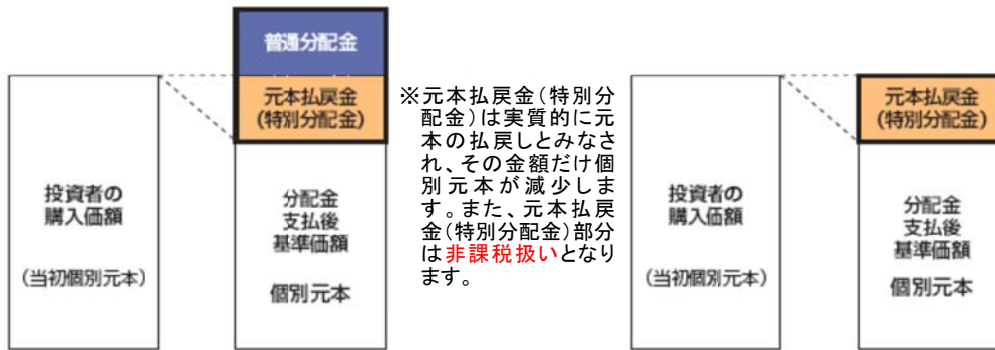 普通分配金
元本払戻金
(特別分配金)
投資者の
購入価額
(当初個別元本)
分配金
支払後
基準価額
個別元本
※元本払戻金(特別分
配金)は実質的に元
本の払戻しとみなさ
れ、その金額だけ個
別元本が減少しま
す。また、元本払戻
金(特別分配金)部分
は非課税扱いとなり
ます。
元本払戻金
(特別分配金)
投資者の
購入価額
(当初個別元本)
分配金
支払後
基準価額
個別元本